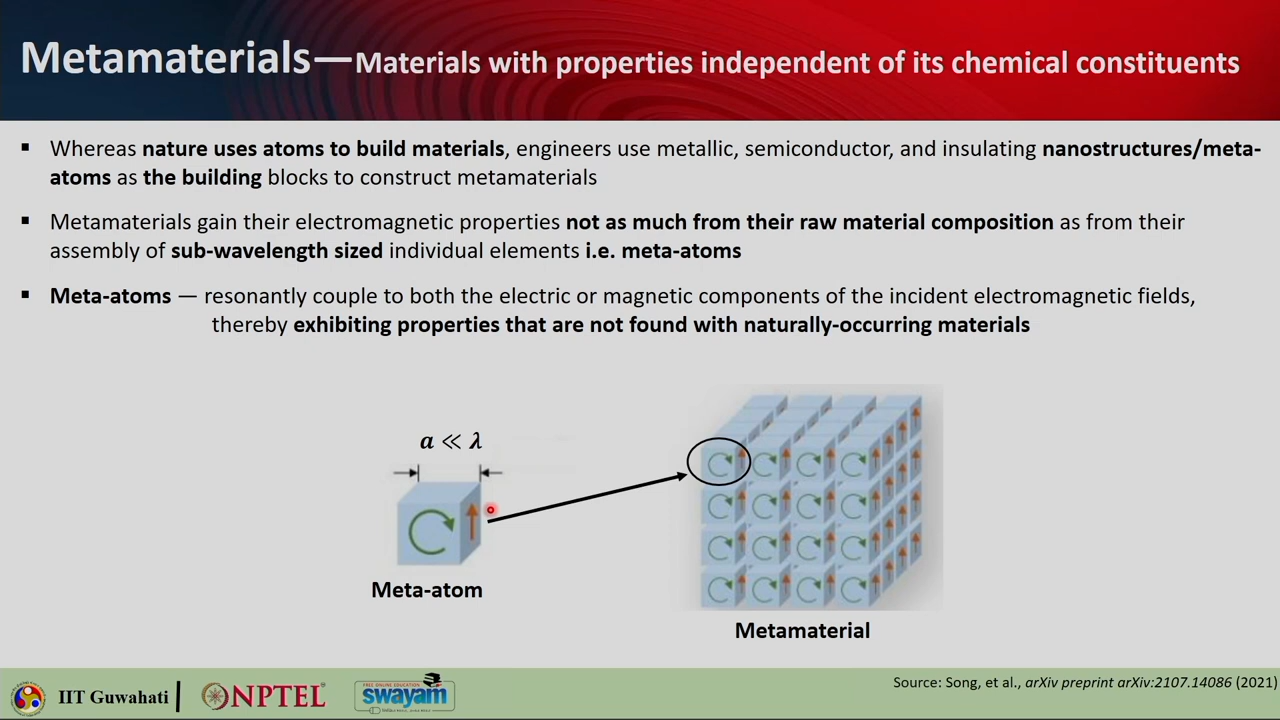 Metamaterials—Materials with properties independent of its chemical constituents
▪ Whereas nature uses atoms to build materials, engineers use metallic, semiconductor, and insulating nanostructures/meta-
atoms as the building blocks to construct metamaterials
▪ Metamaterials gain their electromagnetic properties not as much from their raw material composition as from their
assembly of sub-wavelength sized individual elements i.e. meta-atoms
▪ Meta-atoms — resonantly couple to both the electric or magnetic components of the incident electromagnetic fields,
thereby exhibiting properties that are not found with naturally-occurring materials
a ≪ λ
Meta-atom
Metamaterial
IIT Guwahati
NPTEL
FREE ONLINE EDUCATION
swayam
Source: Song, et al., arXiv preprint arXiv:2107.14086 (2021)